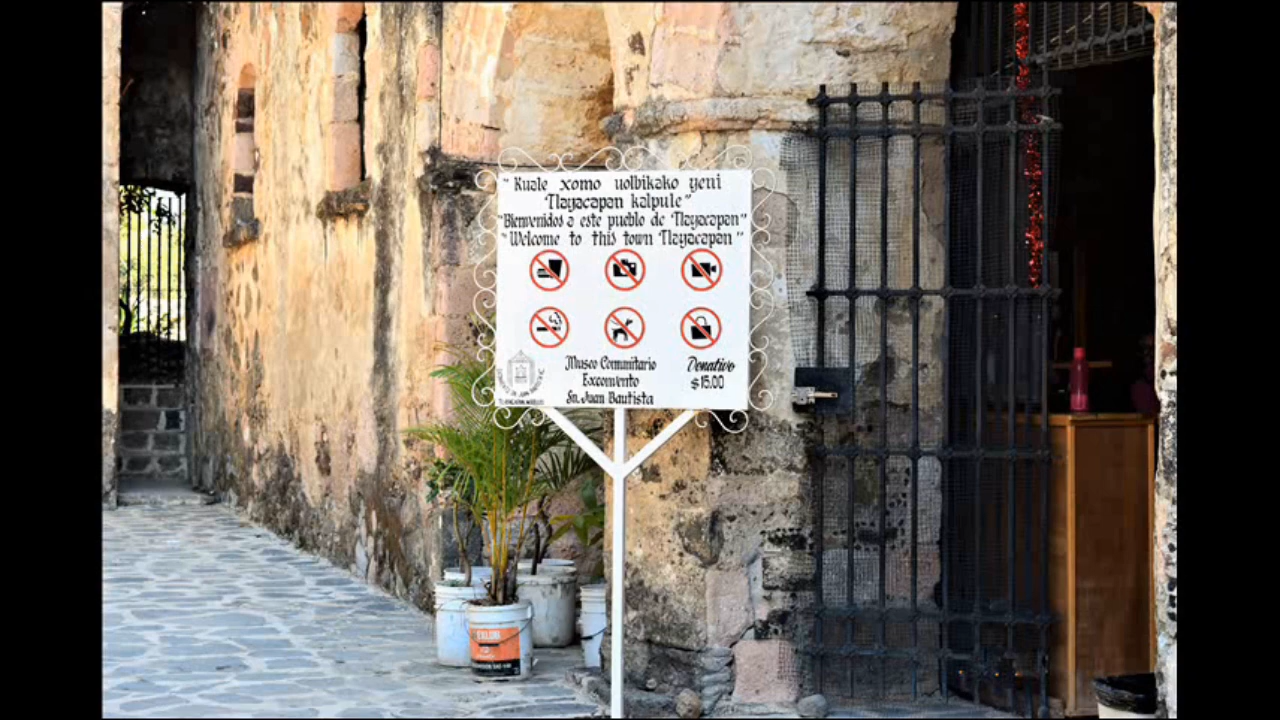 "Kuale xomo uolbikako yeni
Tlayacapan kalpule"
"Bienvenidos a este pueblo de Tlayacapan"
"Welcome to this town Tlayacapan"
Museo Comunitario
Exconvento
Sn. Juan Bautista
Donativo
$15.00